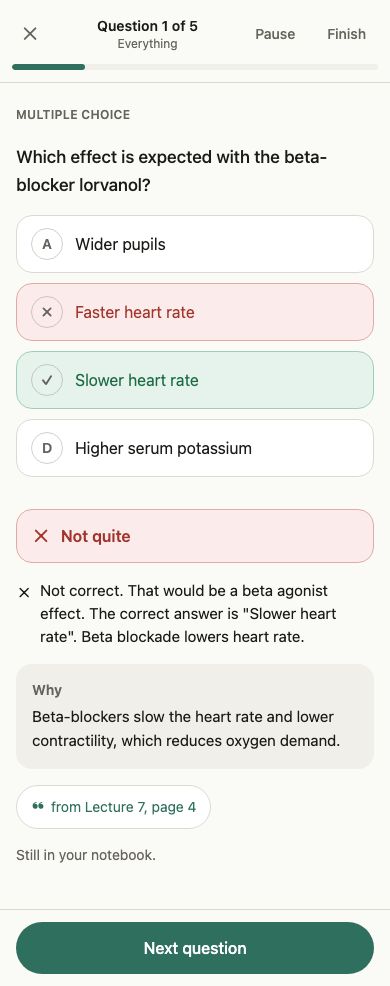 Question 1 of 5
Everything
Pause
Finish
MULTIPLE CHOICE
Which effect is expected with the beta-
blocker lorvanol?
A
Wider pupils
Faster heart rate
Slower heart rate
D
Higher serum potassium
Not quite
Not correct. That would be a beta agonist
effect. The correct answer is "Slower heart
rate". Beta blockade lowers heart rate.
Why
Beta-blockers slow the heart rate and lower
contractility, which reduces oxygen demand.
from Lecture 7, page 4
Still in your notebook.
Next question